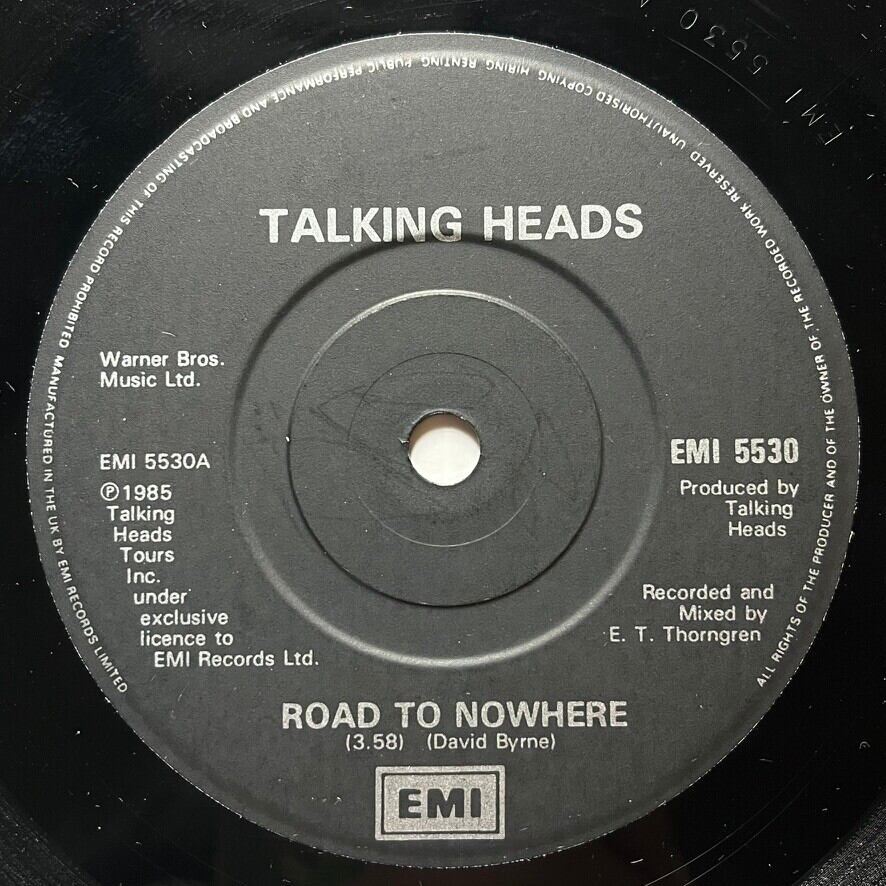 TALKING HEADS
Warner Bros.
Music Ltd.
EMI 5530A
Ⓟ1985
Talking
Heads
Tours
Inc.
under
exclusive
licence to
EMI Records Ltd.
EMI 5530
Produced by
Talking
Heads
Recorded and
Mixed by
E. T. Thorngren
ROAD TO NOWHERE
(3.58) (David Byrne)
EMI
ALL RIGHTS OF THE PRODUCER AND OF THE OWNER OF THE RECORDED WORK RESERVED UNAUTHORISED COPYING HIRING RENTING PUBLIC PERFORMANCE AND BROADCASTING OF THIS RECORD PROHIBITED MANUFACTURED IN THE UK BY EMI RECORDS LIMITED
EMI 5530